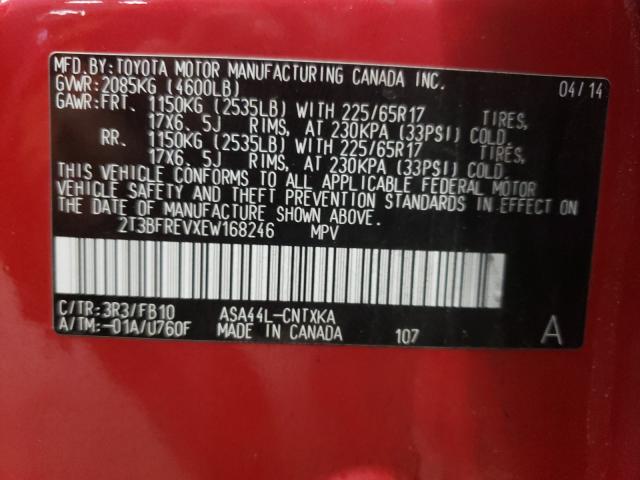 MFD.BY:TOYOTA MOTOR MANUFACTURING CANADA INC.
GVWR:2085KG (4600LB) 04/14
GAWR:FRT. 1150KG (2535LB) WITH 225/65R17 TIRES,
17X6.5J RIMS, AT 230KPA (33PSI) COLD.
RR. 1150KG (2535LB) WITH 225/65R17 TIRES,
17X6.5J RIMS, AT 230KPA (33PSI) COLD.
THIS VEHICLE CONFORMS TO ALL APPLICABLE FEDERAL MOTOR
VEHICLE SAFETY AND THEFT PREVENTION STANDARDS IN EFFECT ON
THE DATE OF MANUFACTURE SHOWN ABOVE.
2T3BFREVXEW168246 MPV
C/TR:3R3/FB10 ASA44L-CNTXKA
A/TM:-01A/U760F MADE IN CANADA 107 A